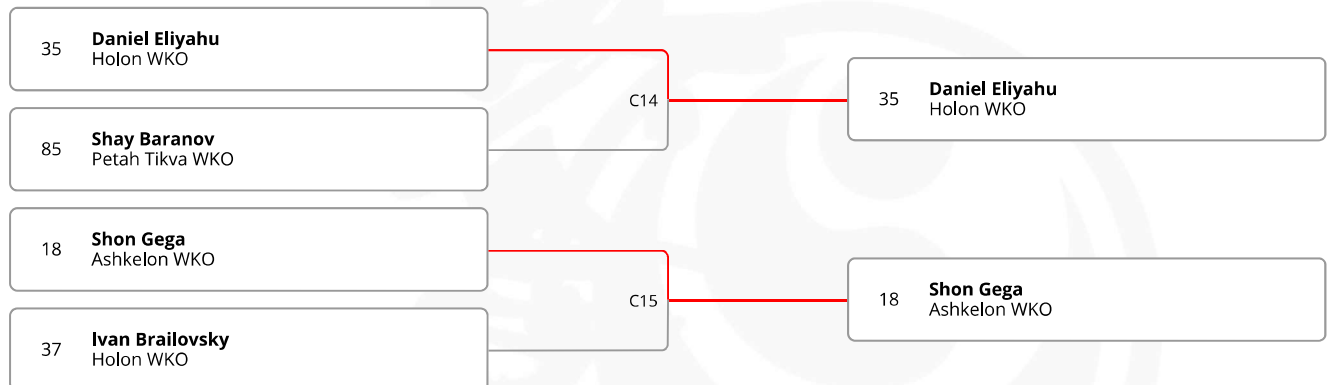 35
Daniel Eliyahu
Holon WKO
85
Shay Baranov
Petah Tikva WKO
C14
35
Daniel Eliyahu
Holon WKO
18
Shon Gega
Ashkelon WKO
37
Ivan Brailovsky
Holon WKO
C15
18
Shon Gega
Ashkelon WKO